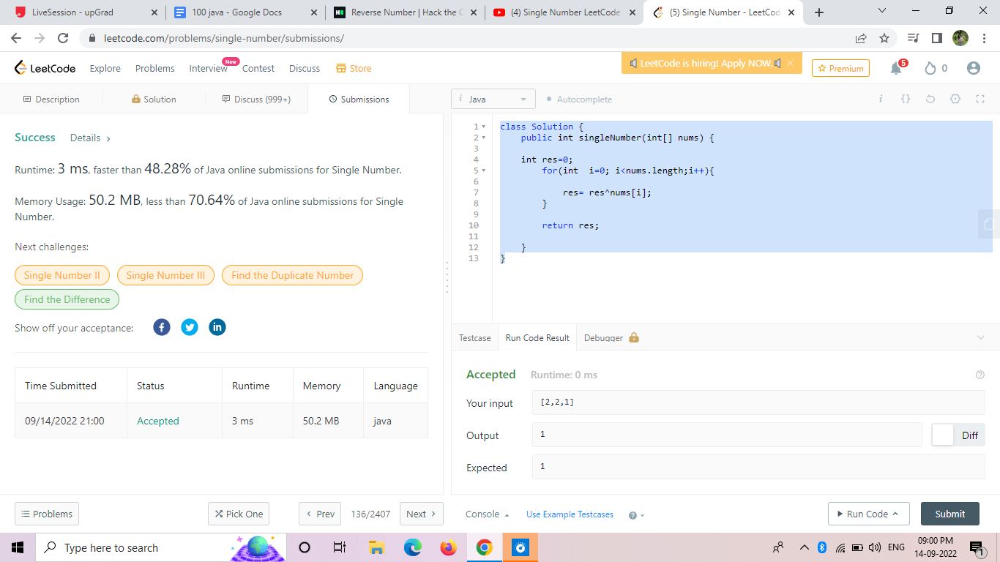 LiveSession - upGrad
100 java - Google Docs
Reverse Number | Hack the C
(4) Single Number LeetCode
(5) Single Number - LeetCod
leetcode.com/problems/single-number/submissions/
LeetCode
Explore
Problems
Interview
New
Contest
Discuss
Store
LeetCode is hiring! Apply NOW.
Premium
5
0
Description
Solution
Discuss (999+)
Submissions
i Java
Autocomplete
Success
Details
Runtime: 3 ms, faster than 48.28% of Java online submissions for Single Number.
Memory Usage: 50.2 MB, less than 70.64% of Java online submissions for Single
Number.
Next challenges:
Single Number II
Single Number III
Find the Duplicate Number
Find the Difference
Show off your acceptance:
Time Submitted Status Runtime Memory Language
09/14/2022 21:00 Accepted 3 ms 50.2 MB java
1 class Solution {
2 public int singleNumber(int[] nums) {
3
4 int res=0;
5 for(int  i=0; i<nums.length;i++){
6
7 res= res^nums[i];
8 }
9
10 return res;
11
12 }
13 }
Testcase
Run Code Result
Debugger
Accepted
Runtime: 0 ms
Your input
[2,2,1]
Output
1
Diff
Expected
1
Problems
Pick One
Prev
136/2407
Next
Console
Use Example Testcases
Run Code
Submit
Type here to search
ENG
09:00 PM
14-09-2022
1